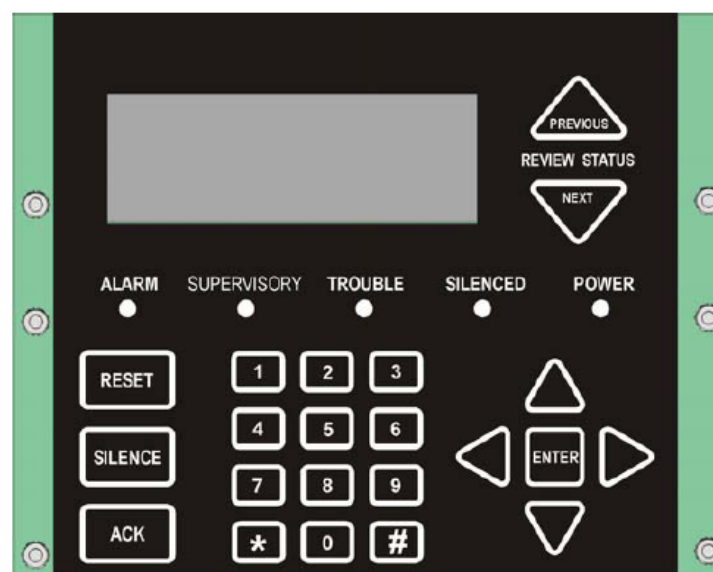 PREVIOUS
REVIEW STATUS
NEXT
ALARM SUPERVISORY TROUBLE SILENCED POWER
RESET 1 2 3
4 5 6
SILENCE ENTER
7 8 9
ACK * 0 #